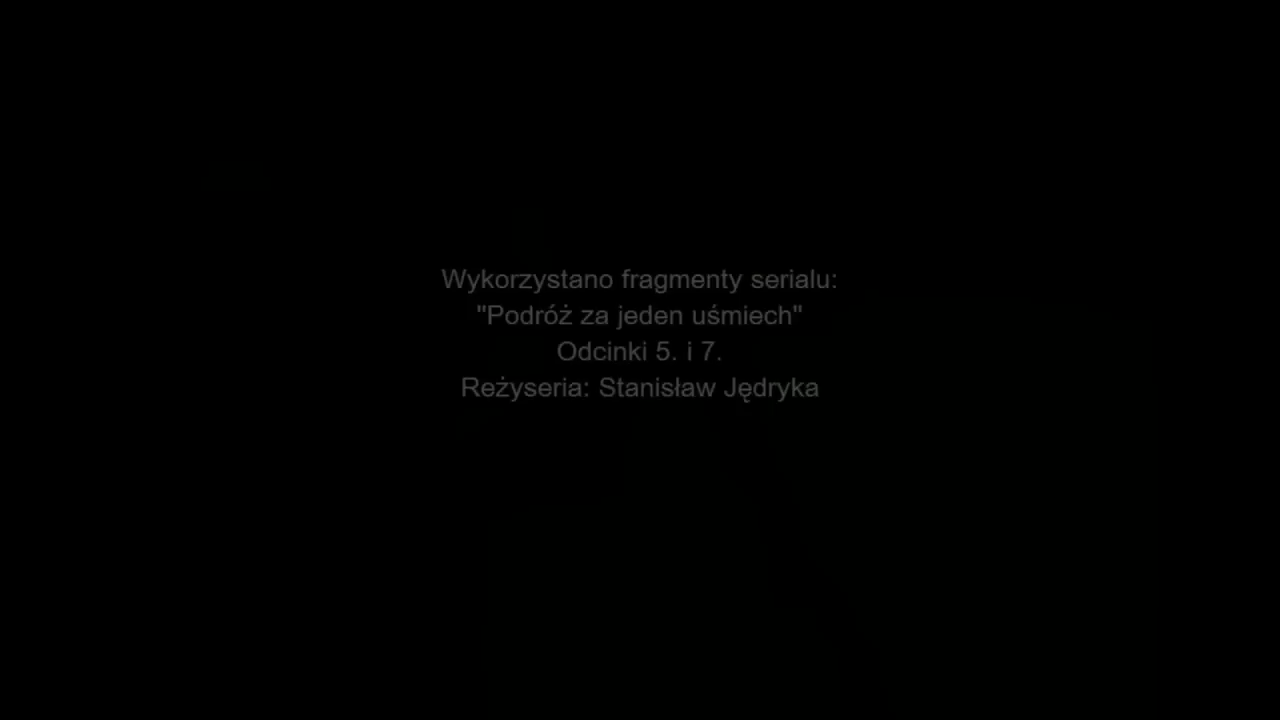 Wykorzystano fragmenty serialu:
"Podróż za jeden uśmiech"
Odcinki 5. i 7.
Reżyseria: Stanisław Jędryka